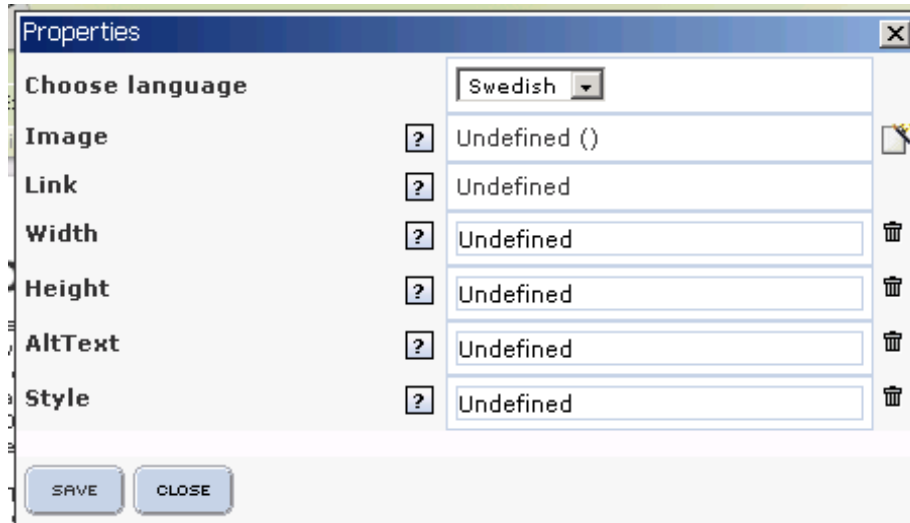 Properties
Choose language Swedish
Image ? Undefined ()
Link ? Undefined
Width ? Undefined
Height ? Undefined
AltText ? Undefined
Style ? Undefined
SAVE CLOSE